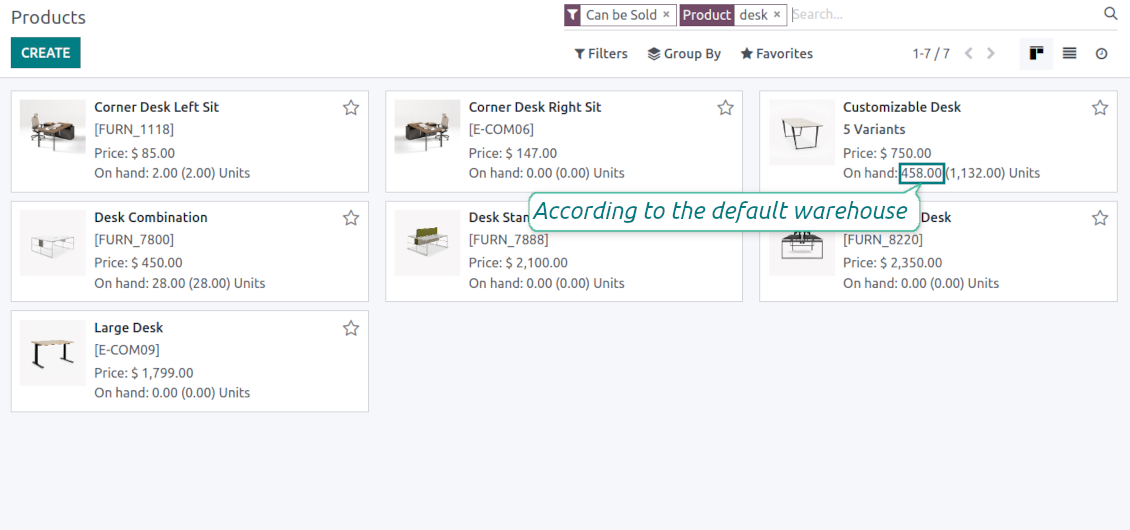 Products
Can be Sold ×
Product desk ×
Search...
CREATE
Filters
Group By
Favorites
1-7 / 7
Corner Desk Left Sit
[FURN_1118]
Price: $ 85.00
On hand: 2.00 (2.00) Units
Corner Desk Right Sit
[E-COM06]
Price: $ 147.00
On hand: 0.00 (0.00) Units
Customizable Desk
5 Variants
Price: $ 750.00
On hand: 458.00 (1,132.00) Units
According to the default warehouse
Desk Combination
[FURN_7800]
Price: $ 450.00
On hand: 28.00 (28.00) Units
Desk
[FURN_7888]
Price: $ 2,100.00
On hand: 0.00 (0.00) Units
Desk
[FURN_8220]
Price: $ 2,350.00
On hand: 0.00 (0.00) Units
Large Desk
[E-COM09]
Price: $ 1,799.00
On hand: 0.00 (0.00) Units